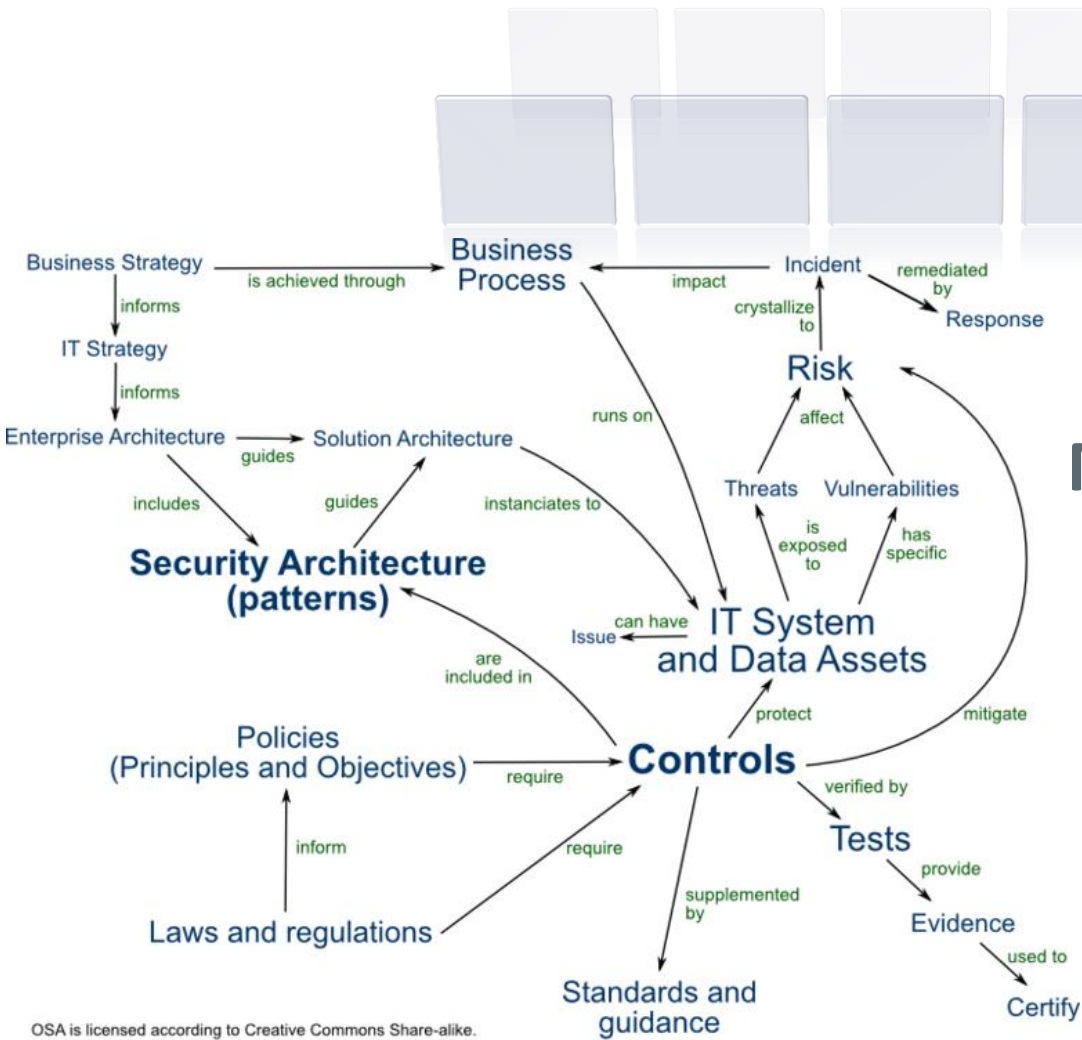 Business Strategy
is achieved through
Business
Process
impact
Incident
remediated
by
Response
informs
crystallize
to
IT Strategy
Risk
informs
runs on
affect
Enterprise Architecture
guides
Solution Architecture
includes
guides
instanciates to
Threats
Vulnerabilities
is
exposed
to
has
specific
Security Architecture
(patterns)
Issue
can have
IT System
and Data Assets
are
included in
protect
mitigate
Policies
(Principles and Objectives)
require
Controls
verified by
Tests
inform
require
provide
supplemented
by
Evidence
Laws and regulations
used to
Standards and
guidance
Certify
OSA is licensed according to Creative Commons Share-alike.